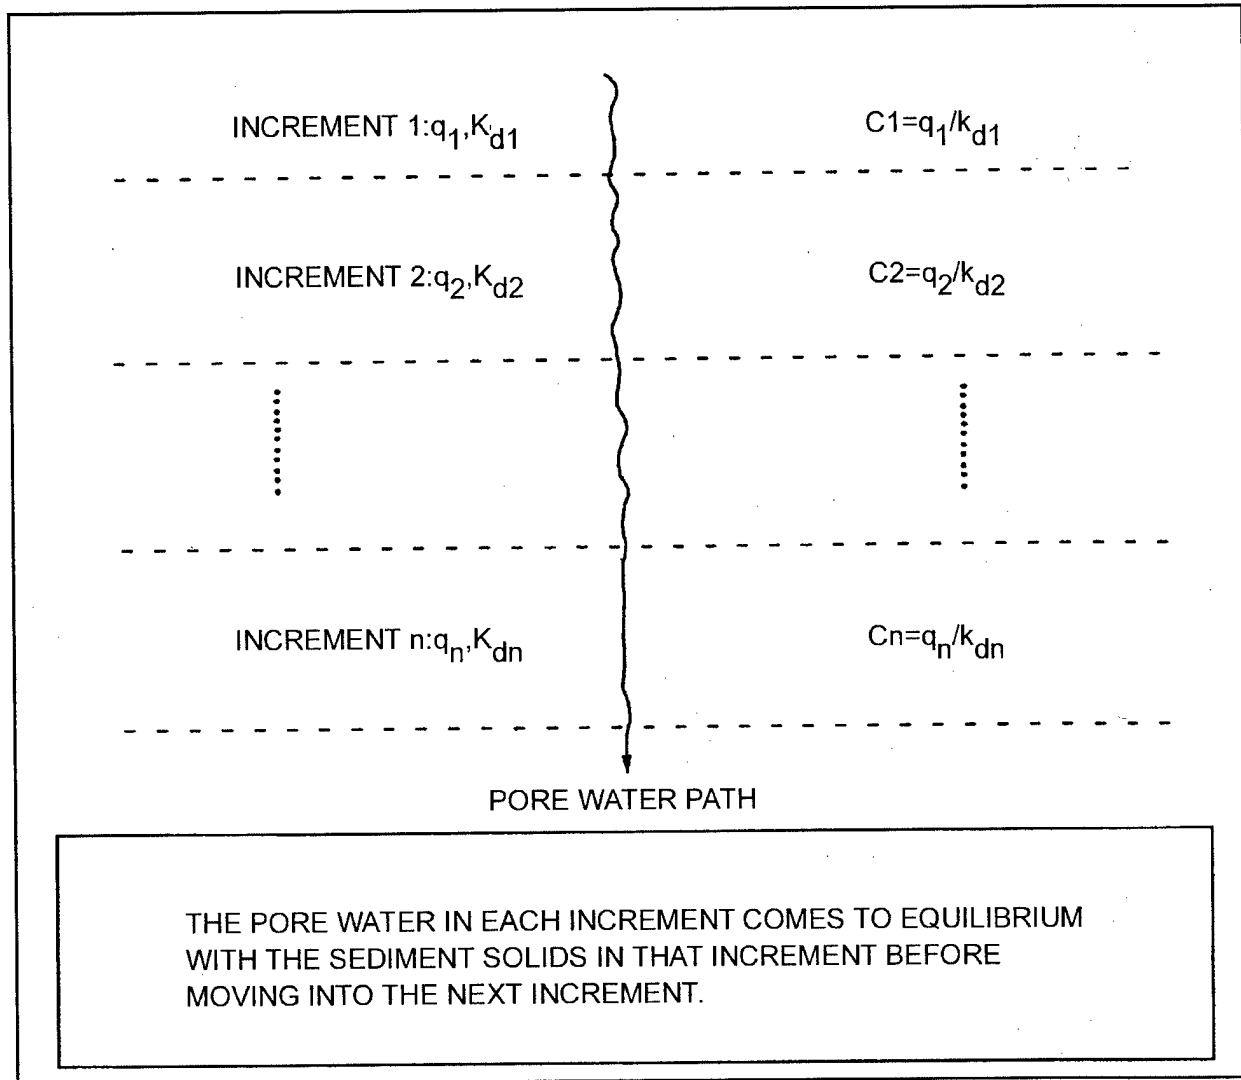 INCREMENT 1:q1,Kd1
C1=q1/kd1
INCREMENT 2:q2,Kd2
C2=q2/kd2
INCREMENT n:qn,Kdn
Cn=qn/kdn
PORE WATER PATH
THE PORE WATER IN EACH INCREMENT COMES TO EQUILIBRIUM
WITH THE SEDIMENT SOLIDS IN THAT INCREMENT BEFORE
MOVING INTO THE NEXT INCREMENT.